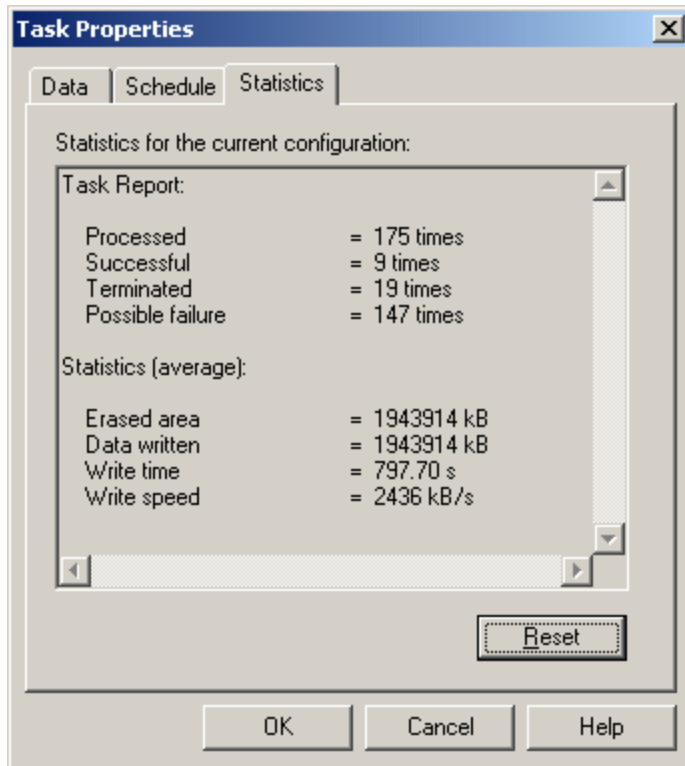 Task Properties
Data Schedule Statistics
Statistics for the current configuration:
Task Report:
Processed = 175 times
Successful = 9 times
Terminated = 19 times
Possible failure = 147 times
Statistics (average):
Erased area = 1943914 kB
Data written = 1943914 kB
Write time = 797.70 s
Write speed = 2436 kB/s
Reset
OK Cancel Help